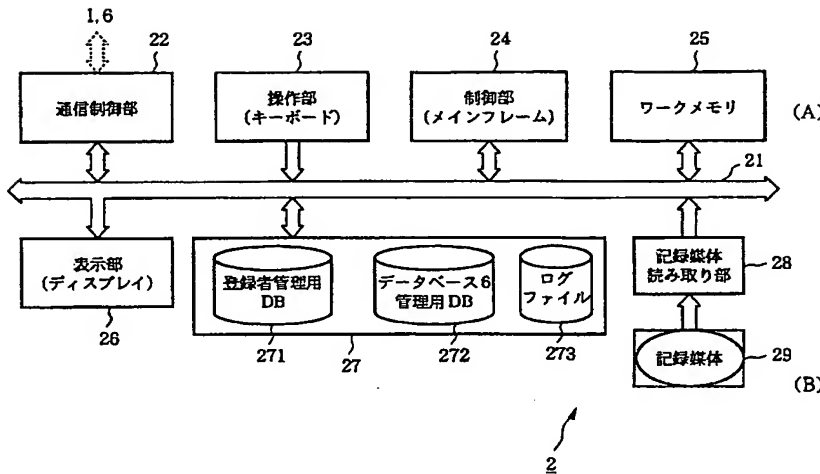 1,6
22
23
24
25
通信制御部
操作部
(キーボード)
制御部
(メインフレーム)
ワークメモリ
(A)
21
表示部
(ディスプレイ)
26
登録者管理用
DB
データベース6
管理用DB
ログ
ファイル
271
27
272
273
記録媒体
読み取り部
28
記録媒体
29
(B)
2